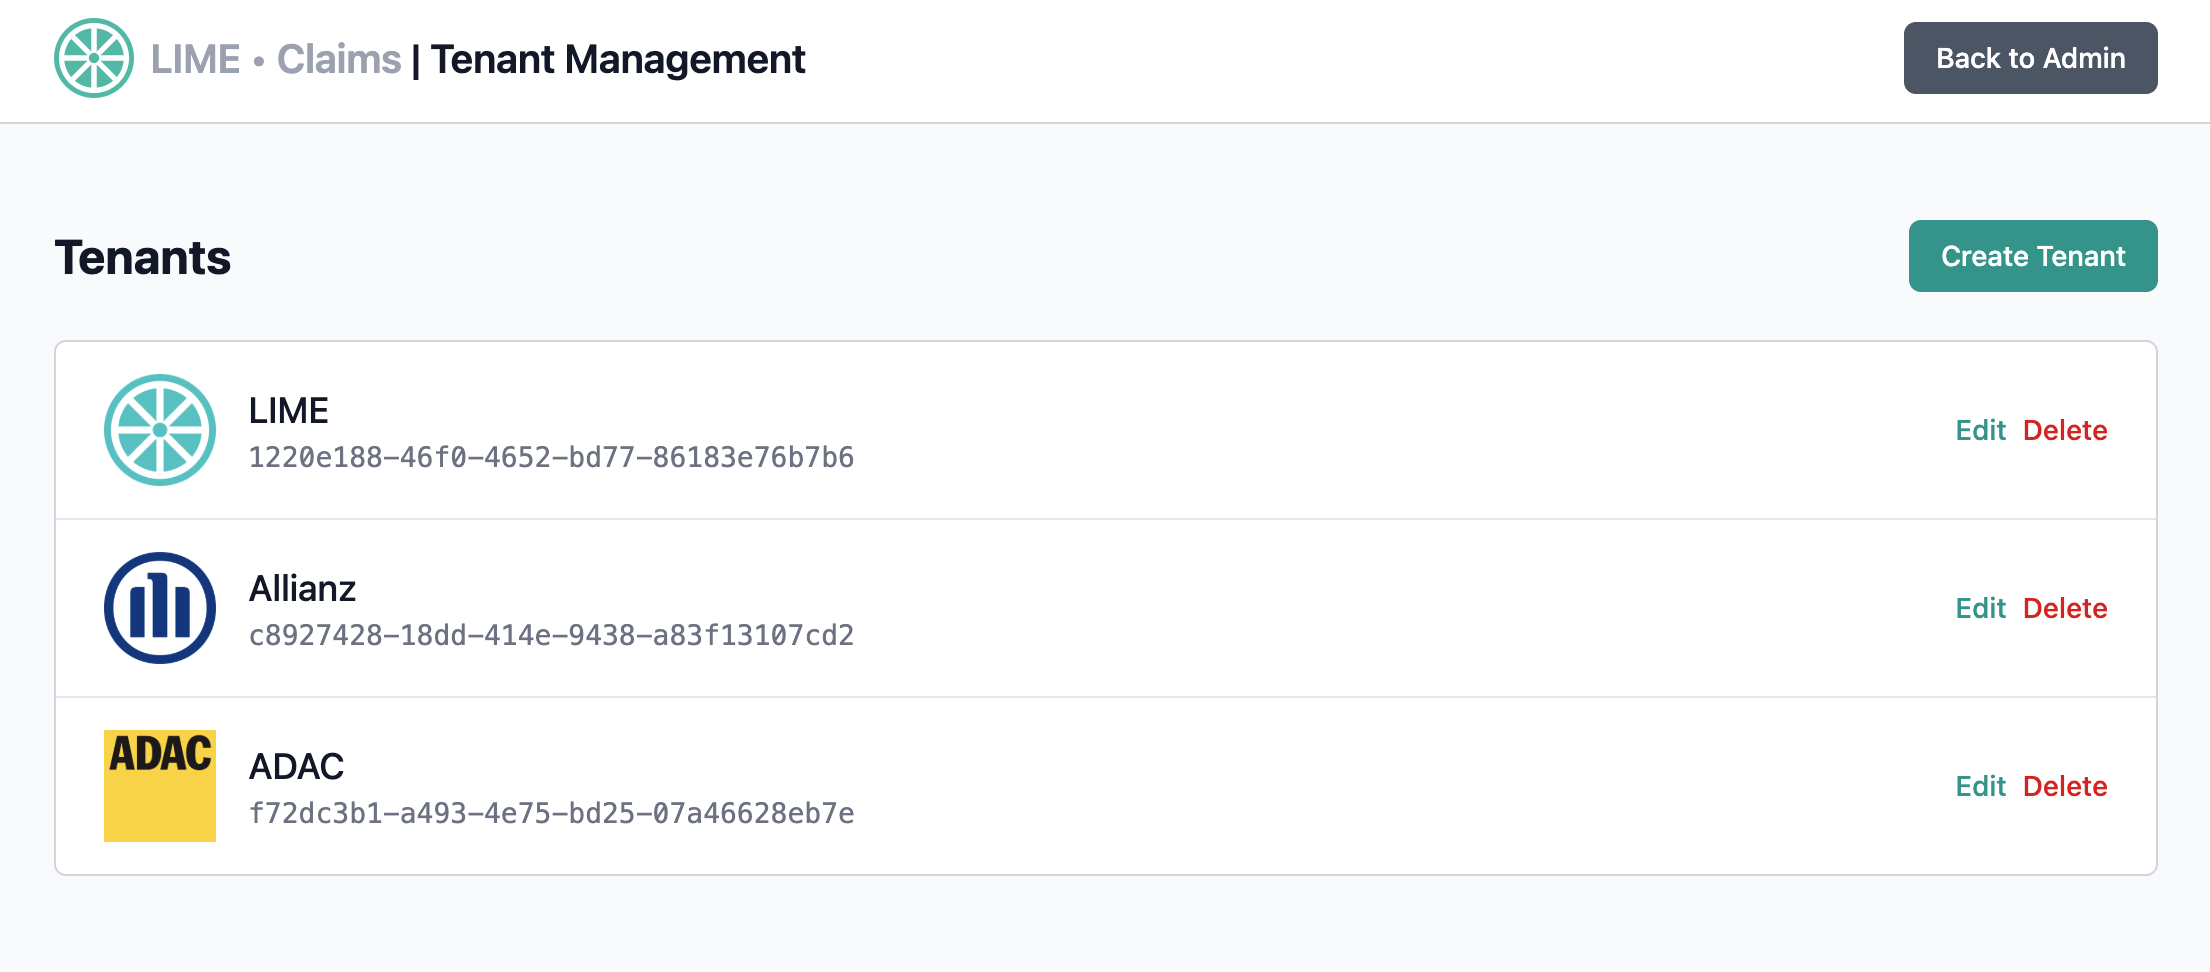 LIME • Claims | Tenant Management
Back to Admin
Tenants
Create Tenant
LIME
1220e188-46f0-4652-bd77-86183e76b7b6
Edit Delete
Allianz
c8927428-18dd-414e-9438-a83f13107cd2
Edit Delete
ADAC
ADAC
f72dc3b1-a493-4e75-bd25-07a46628eb7e
Edit Delete